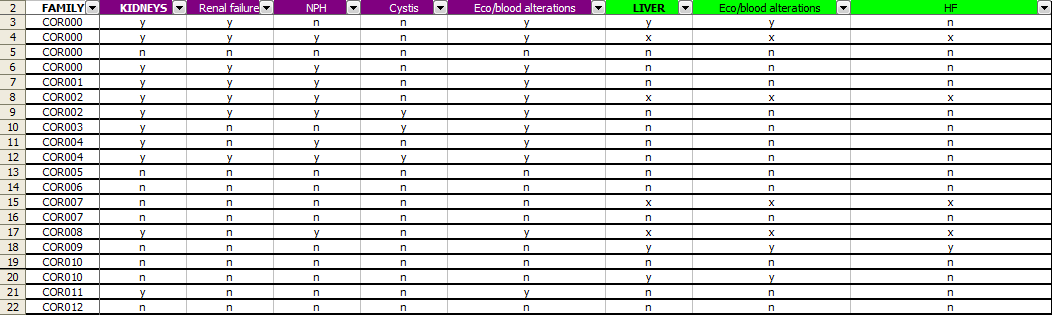 2 FAMILY KIDNEYS Renal failure NPH Cystis Eco/blood alterations LIVER Eco/blood alterations HF
3 COR000 y y n n y y y n
4 COR000 y y y n y x x x
5 COR000 n n n n n n n n
6 COR000 y y y n y n n n
7 COR001 y y y n y n n n
8 COR002 y y y n y x x x
9 COR002 y y y y y n n n
10 COR003 y n n y y n n n
11 COR004 y n y n y n n n
12 COR004 y y y y y n n n
13 COR005 n n n n n n n n
14 COR006 n n n n n n n n
15 COR007 n n n n n x x x
16 COR007 n n n n n n n n
17 COR008 y n y n y x x x
18 COR009 n n n n n y y y
19 COR010 n n n n n n n n
20 COR010 n n n n n y y n
21 COR011 y n n n y n n n
22 COR012 n n n n n n n n